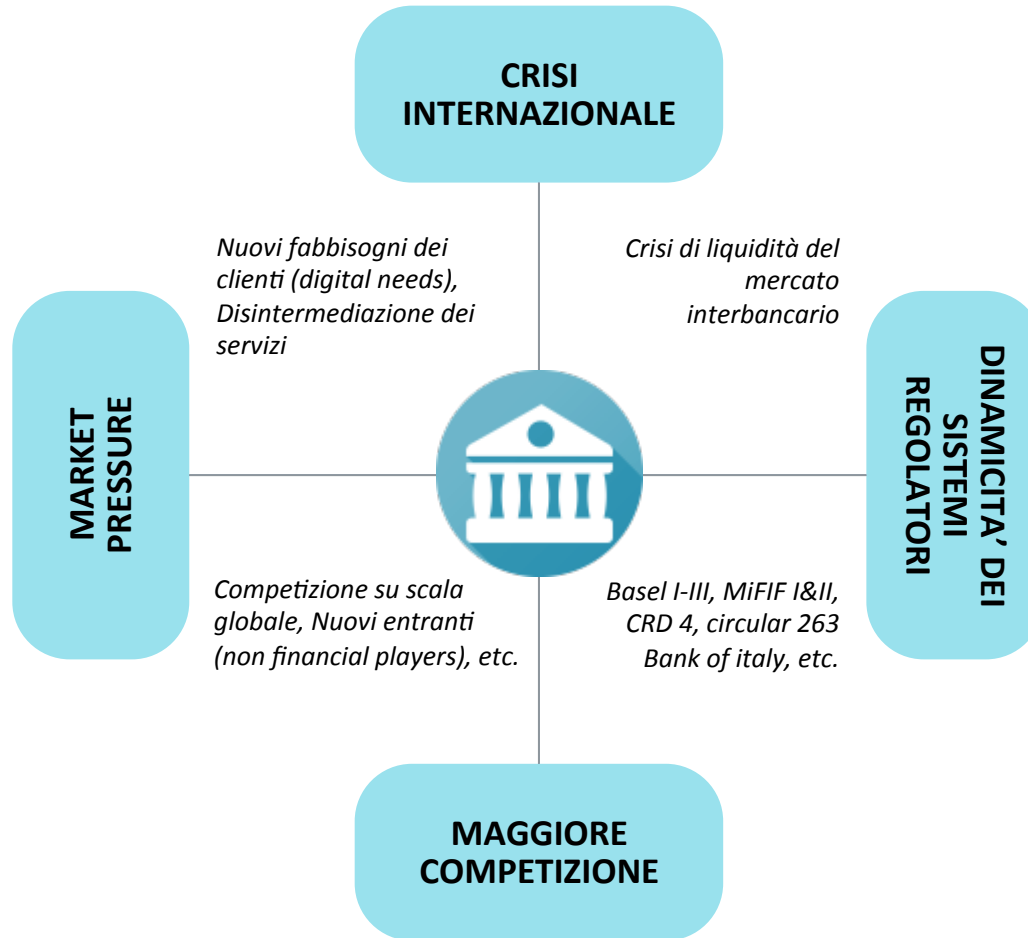 CRISI
INTERNAZIONALE
Nuovi fabbisogni dei
clienti (digital needs),
Disintermediazione dei
servizi
Crisi di liquidità del
mercato
interbancario
MARKET
PRESSURE
DINAMICITA’ DEI
SISTEMI
REGOLATORI
Competizione su scala
globale, Nuovi entranti
(non financial players), etc.
Basel I-III, MiFIF I&II,
CRD 4, circular 263
Bank of italy, etc.
MAGGIORE
COMPETIZIONE